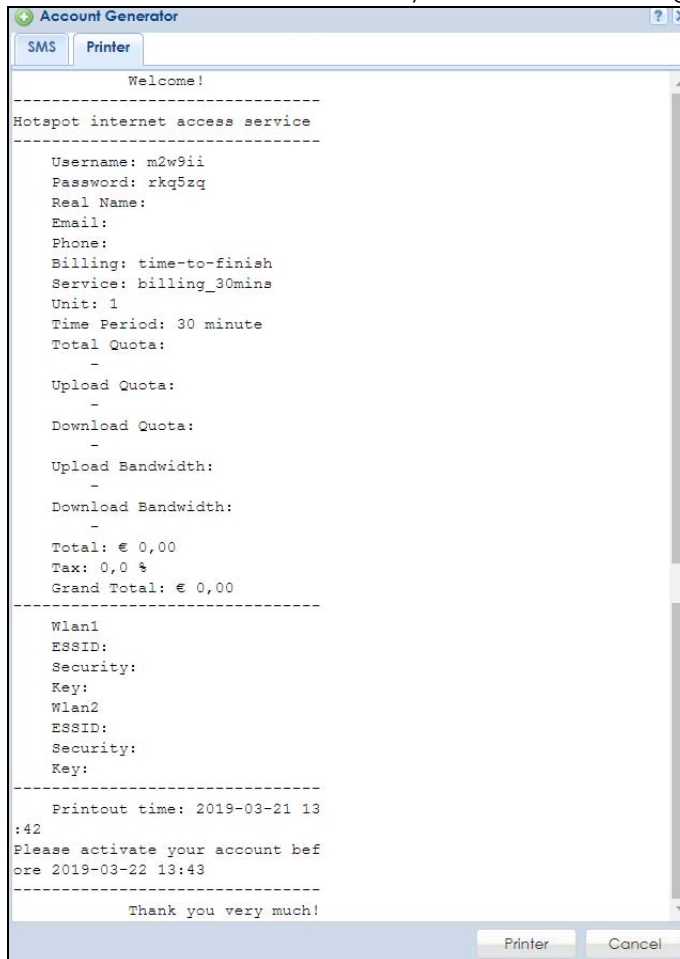 Account Generator
SMS Printer
Welcome!
--------------------------------
Hotspot internet access service
--------------------------------
Username: m2w9ii
Password: rkq5zq
Real Name:
Email:
Phone:
Billing: time-to-finish
Service: billing_30mins
Unit: 1
Time Period: 30 minute
Total Quota:
-
Upload Quota:
-
Download Quota:
-
Upload Bandwidth:
-
Download Bandwidth:
-
Total: € 0,00
Tax: 0,0 %
Grand Total: € 0,00
--------------------------------
Wlan1
ESSID:
Security:
Key:
Wlan2
ESSID:
Security:
Key:
--------------------------------
Printout time: 2019-03-21 13
:42
Please activate your account bef
ore 2019-03-22 13:43
--------------------------------
Thank you very much!
Printer Cancel